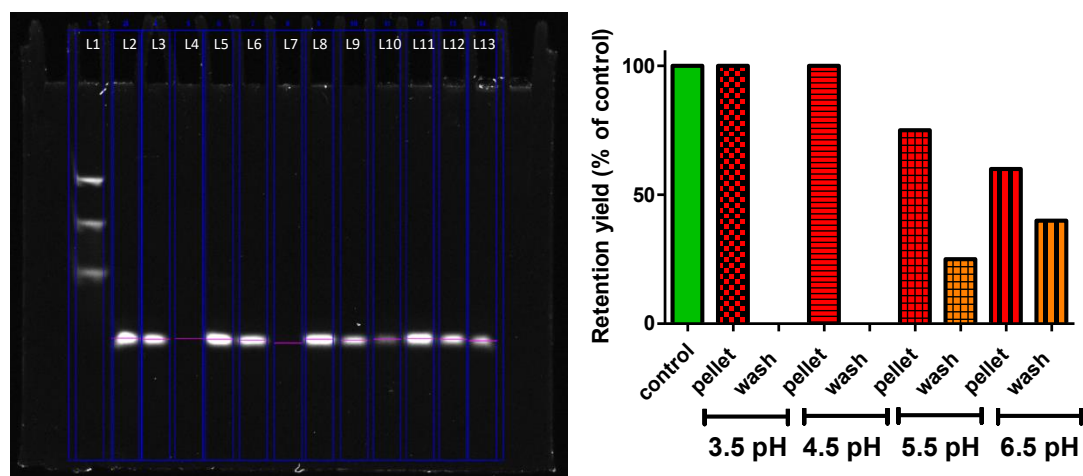 L1 L2 L3 L4 L5 L6 L7 L8 L9 L10 L11 L12 L13
Retention yield (% of control)
100
50
0
control pellet wash pellet wash pellet wash pellet wash
3.5 pH 4.5 pH 5.5 pH 6.5 pH